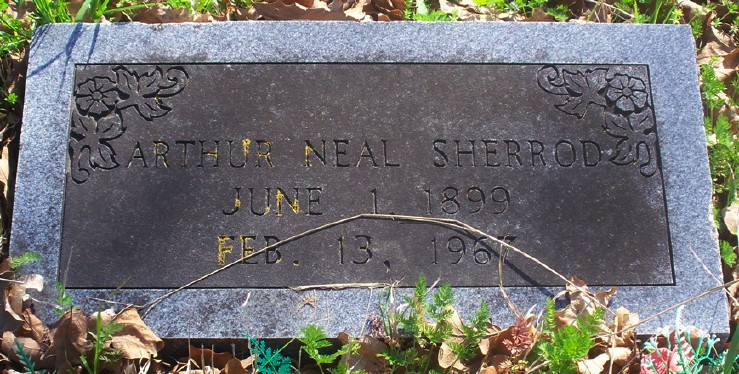 ARTHUR NEAL SHERROD
JUNE 1, 1899
FEB. 13, 1967